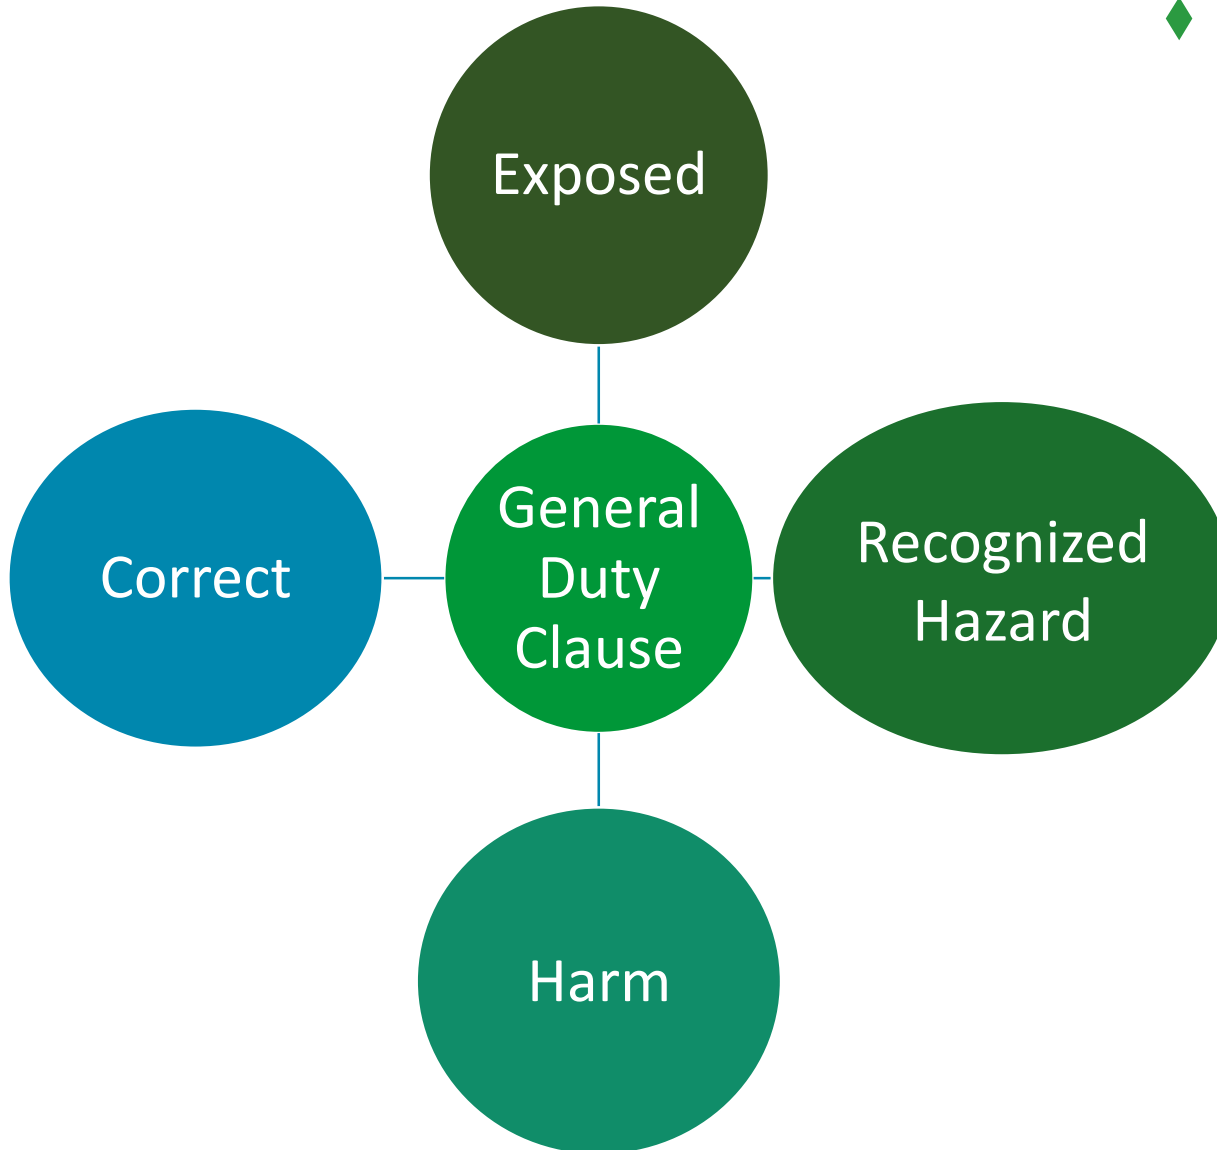 Exposed
General
Duty
Clause
Recognized
Hazard
Correct
Harm